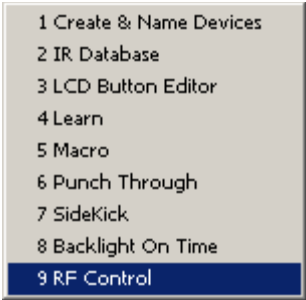 1 Create & Name Devices
2 IR Database
3 LCD Button Editor
4 Learn
5 Macro
6 Punch Through
7 SideKick
8 Backlight On Time
9 RF Control